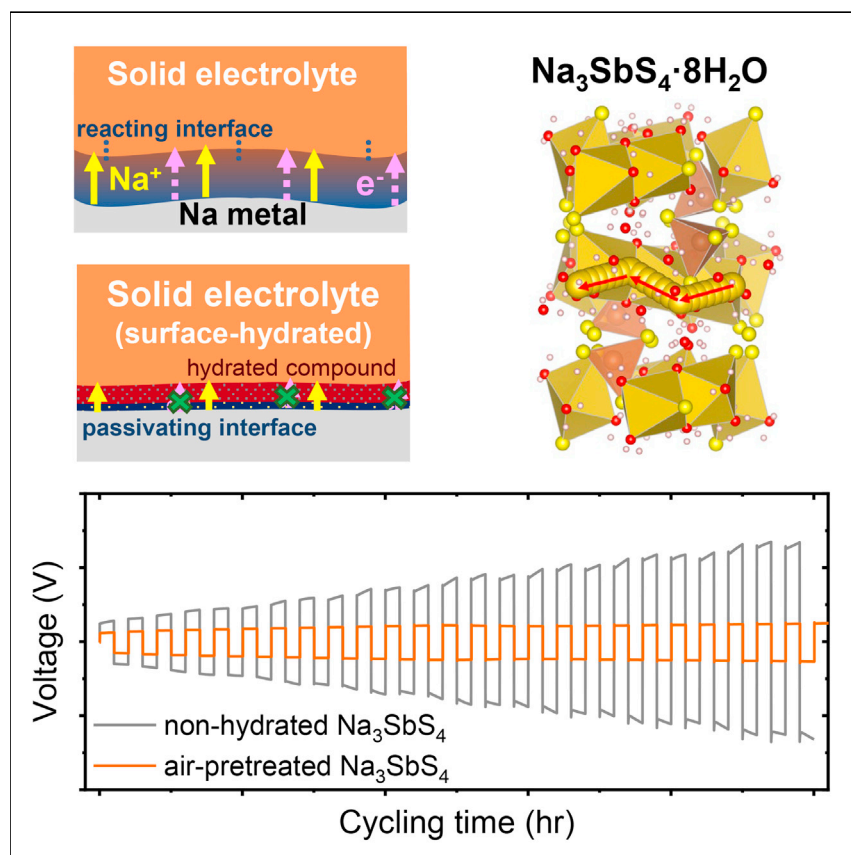 Solid electrolyte
reacting interface
Na⁺
e⁻
Na metal
Solid electrolyte
(surface-hydrated)
hydrated compound
passivating interface
Na₃SbS₄·8H₂O
Voltage (V)
non-hydrated Na₃SbS₄
air-pretreated Na₃SbS₄
Cycling time (hr)